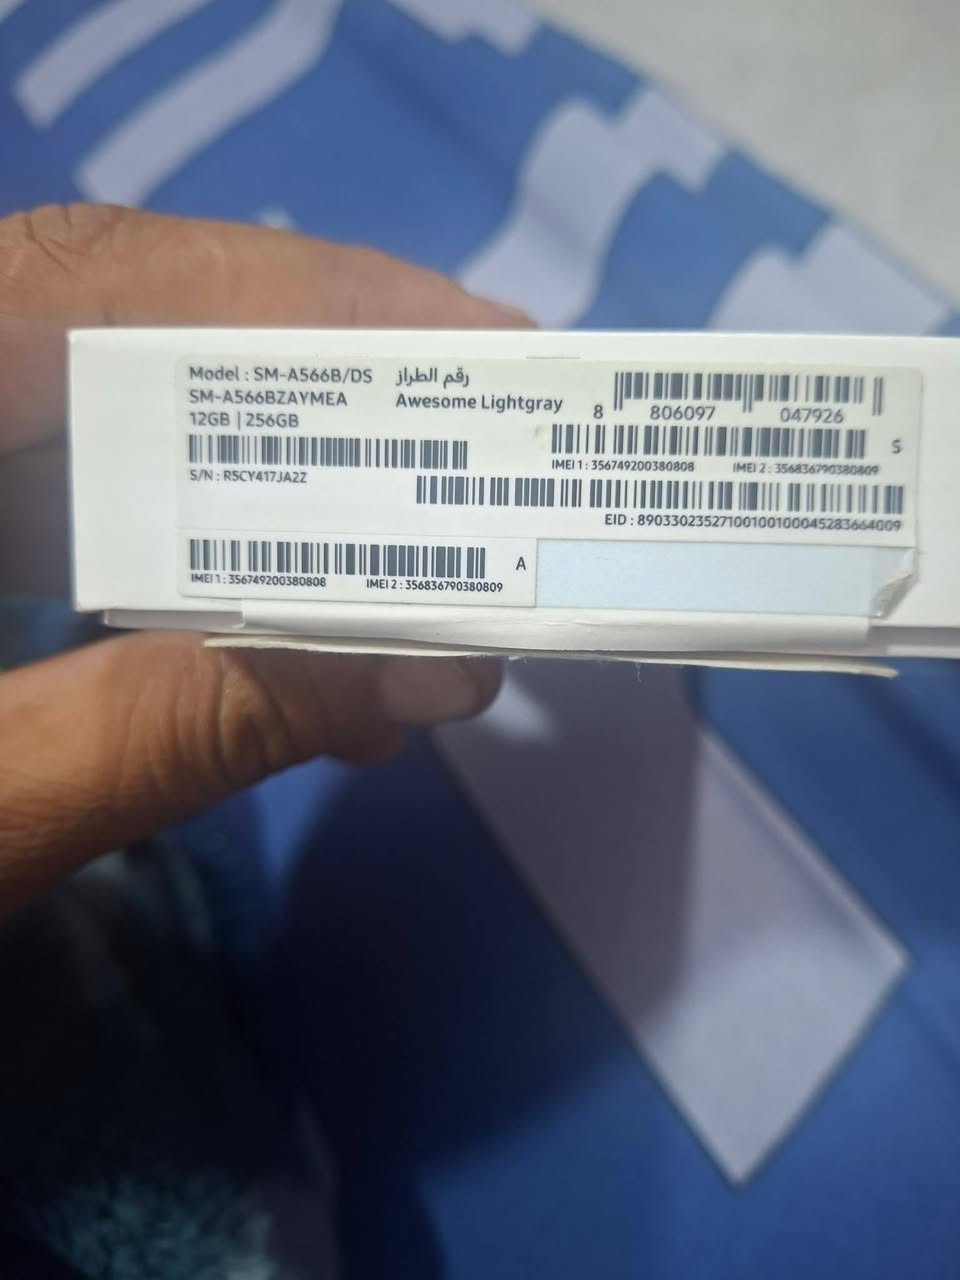 Model : SM-A566B/DS رقم الطراز
SM-A566BZAYMEA Awesome Lightgray
12GB | 256GB
8 806097 047926
S
IMEI 1 : 356749200380808 IMEI 2 : 356836790380809
S/N : R5CY417JA2Z
EID : 89033023527100100100045283664009
A
IMEI 1 : 356749200380808 IMEI 2 : 356836790380809